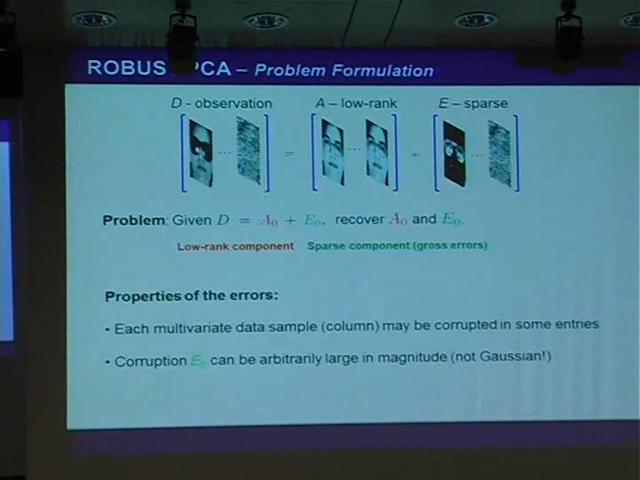 ROBUST PCA – Problem Formulation
D - observation A – low-rank E – sparse
Problem: Given D = A₀ + E₀, recover A₀ and E₀.
Low-rank component Sparse component (gross errors)
Properties of the errors:
• Each multivariate data sample (column) may be corrupted in some entries
• Corruption E₀ can be arbitrarily large in magnitude (not Gaussian!)